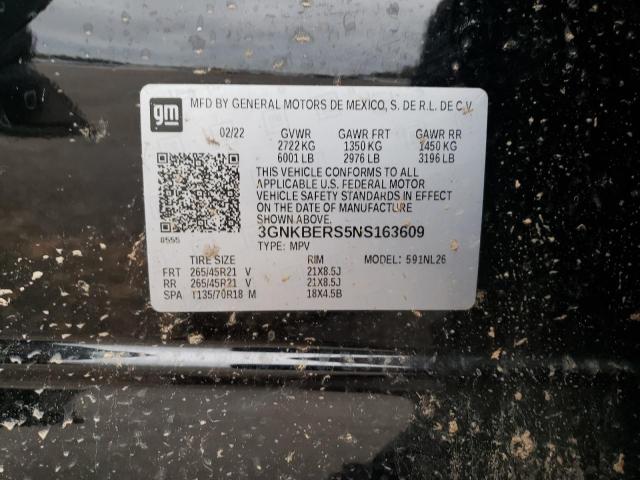 gm
MFD BY GENERAL MOTORS DE MEXICO, S. DE R.L. DE C.V.
02/22 GVWR GAWR FRT GAWR RR
2722 KG 1350 KG 1450 KG
6001 LB 2976 LB 3196 LB
THIS VEHICLE CONFORMS TO ALL
APPLICABLE U.S. FEDERAL MOTOR
VEHICLE SAFETY STANDARDS IN EFFECT
ON THE DATE OF MANUFACTURE
SHOWN ABOVE.
8555 3GNKBERS5NS163609
TYPE: MPV
TIRE SIZE RIM MODEL: 591NL26
FRT 265/45R21 V 21X8.5J
RR 265/45R21 V 21X8.5J
SPA T135/70R18 M 18X4.5B